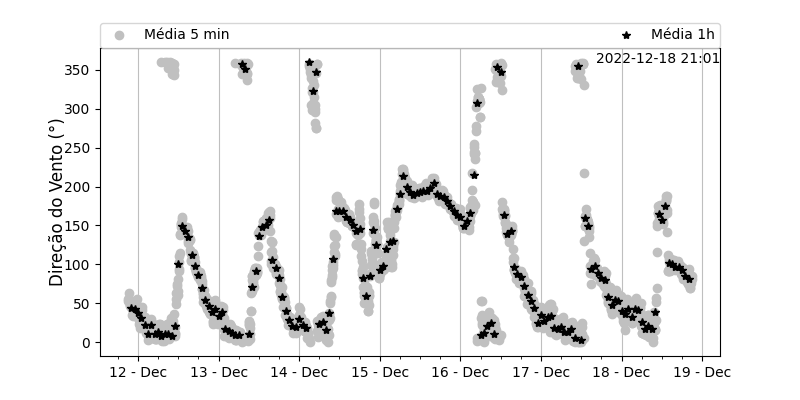 Média 5 min
Média 1h
2022-12-18 21:01
Direção do Vento (°)
350
300
250
200
150
100
50
0
12 - Dec
13 - Dec
14 - Dec
15 - Dec
16 - Dec
17 - Dec
18 - Dec
19 - Dec